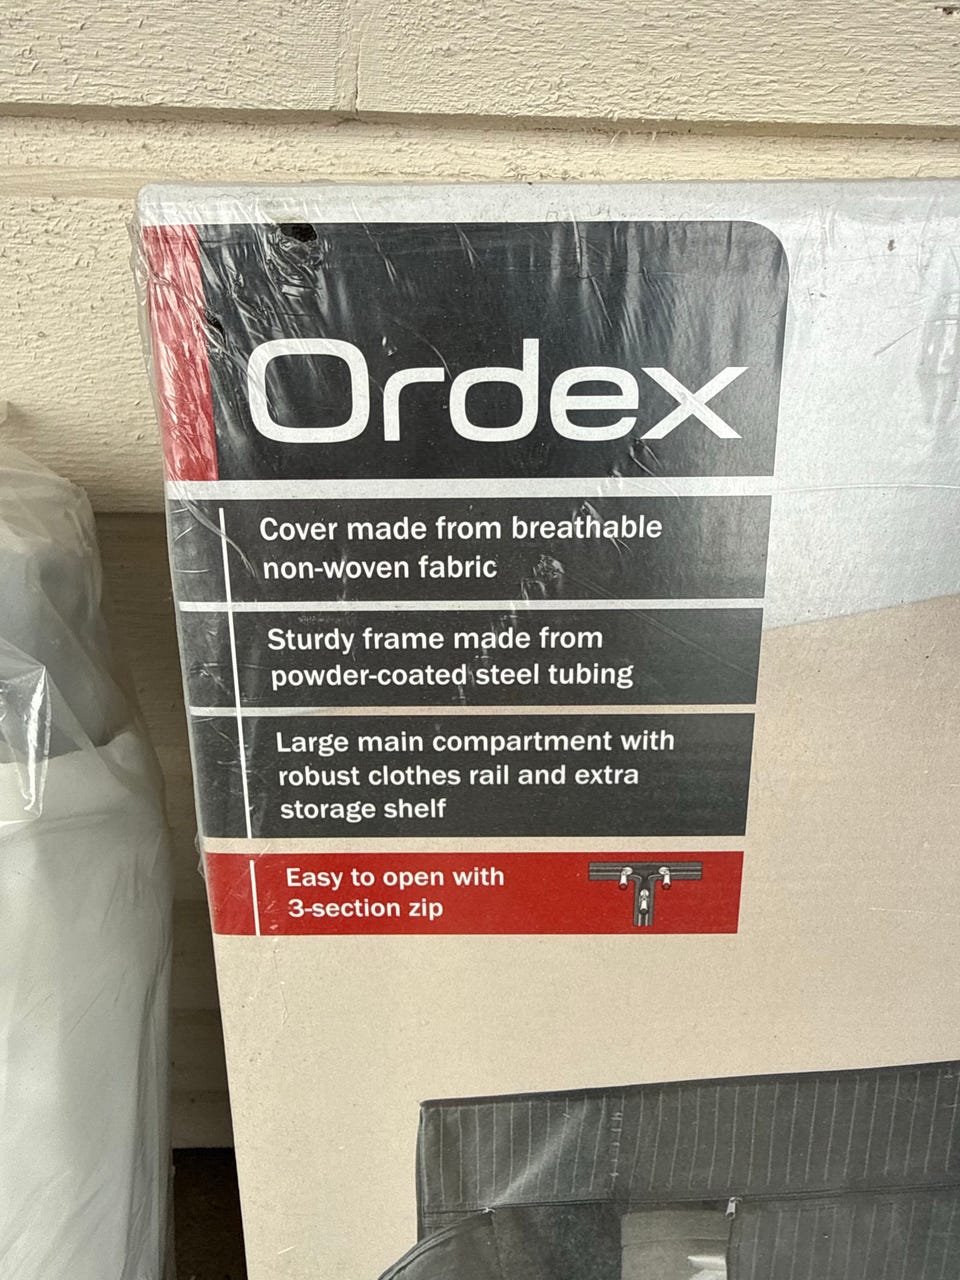 Ordex
Cover made from breathable
non-woven fabric
Sturdy frame made from
powder-coated steel tubing
Large main compartment with
robust clothes rail and extra
storage shelf
Easy to open with
3-section zip